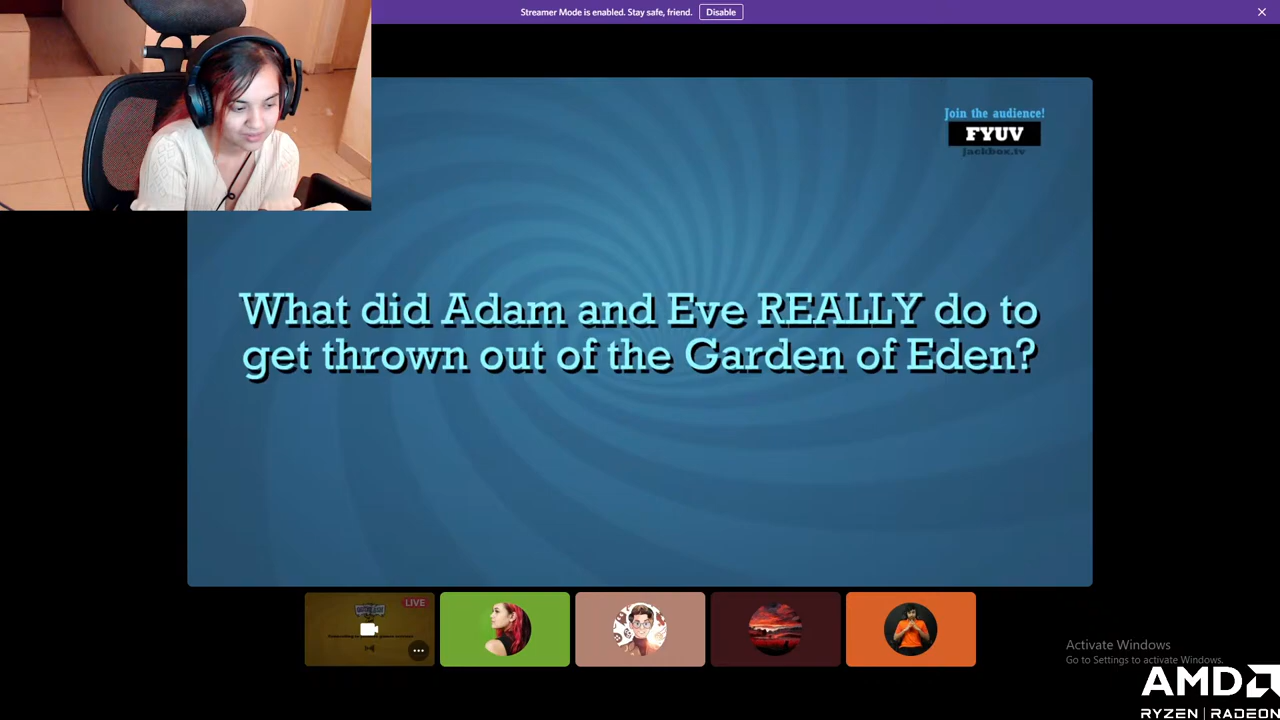 Streamer Mode is enabled. Stay safe, friend. Disable
Join the audience!
FYUV
jackbox.tv
What did Adam and Eve REALLY do to
get thrown out of the Garden of Eden?
LIVE
Activate Windows
Go to Settings to activate Windows.
AMD
RYZEN | RADEON